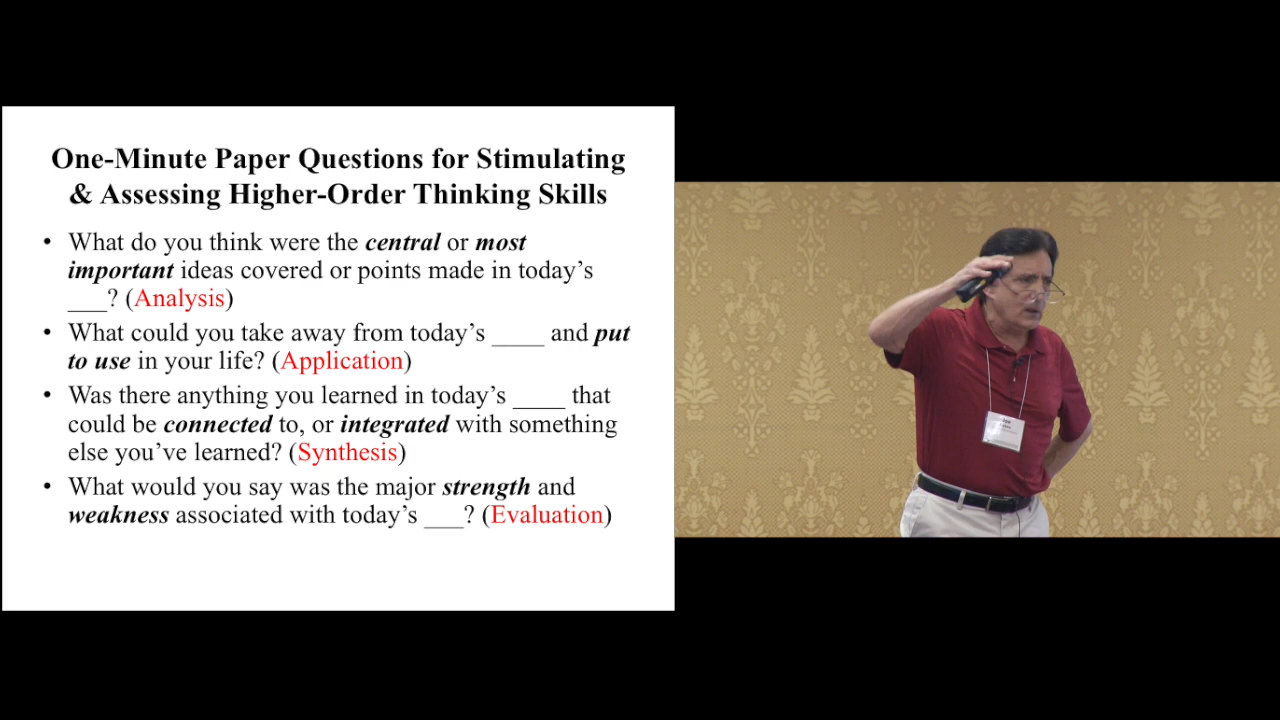 One-Minute Paper Questions for Stimulating
& Assessing Higher-Order Thinking Skills
• What do you think were the central or most
important ideas covered or points made in today’s
___? (Analysis)
• What could you take away from today’s ____ and put
to use in your life? (Application)
• Was there anything you learned in today’s ____ that
could be connected to, or integrated with something
else you’ve learned? (Synthesis)
• What would you say was the major strength and
weakness associated with today’s ___? (Evaluation)